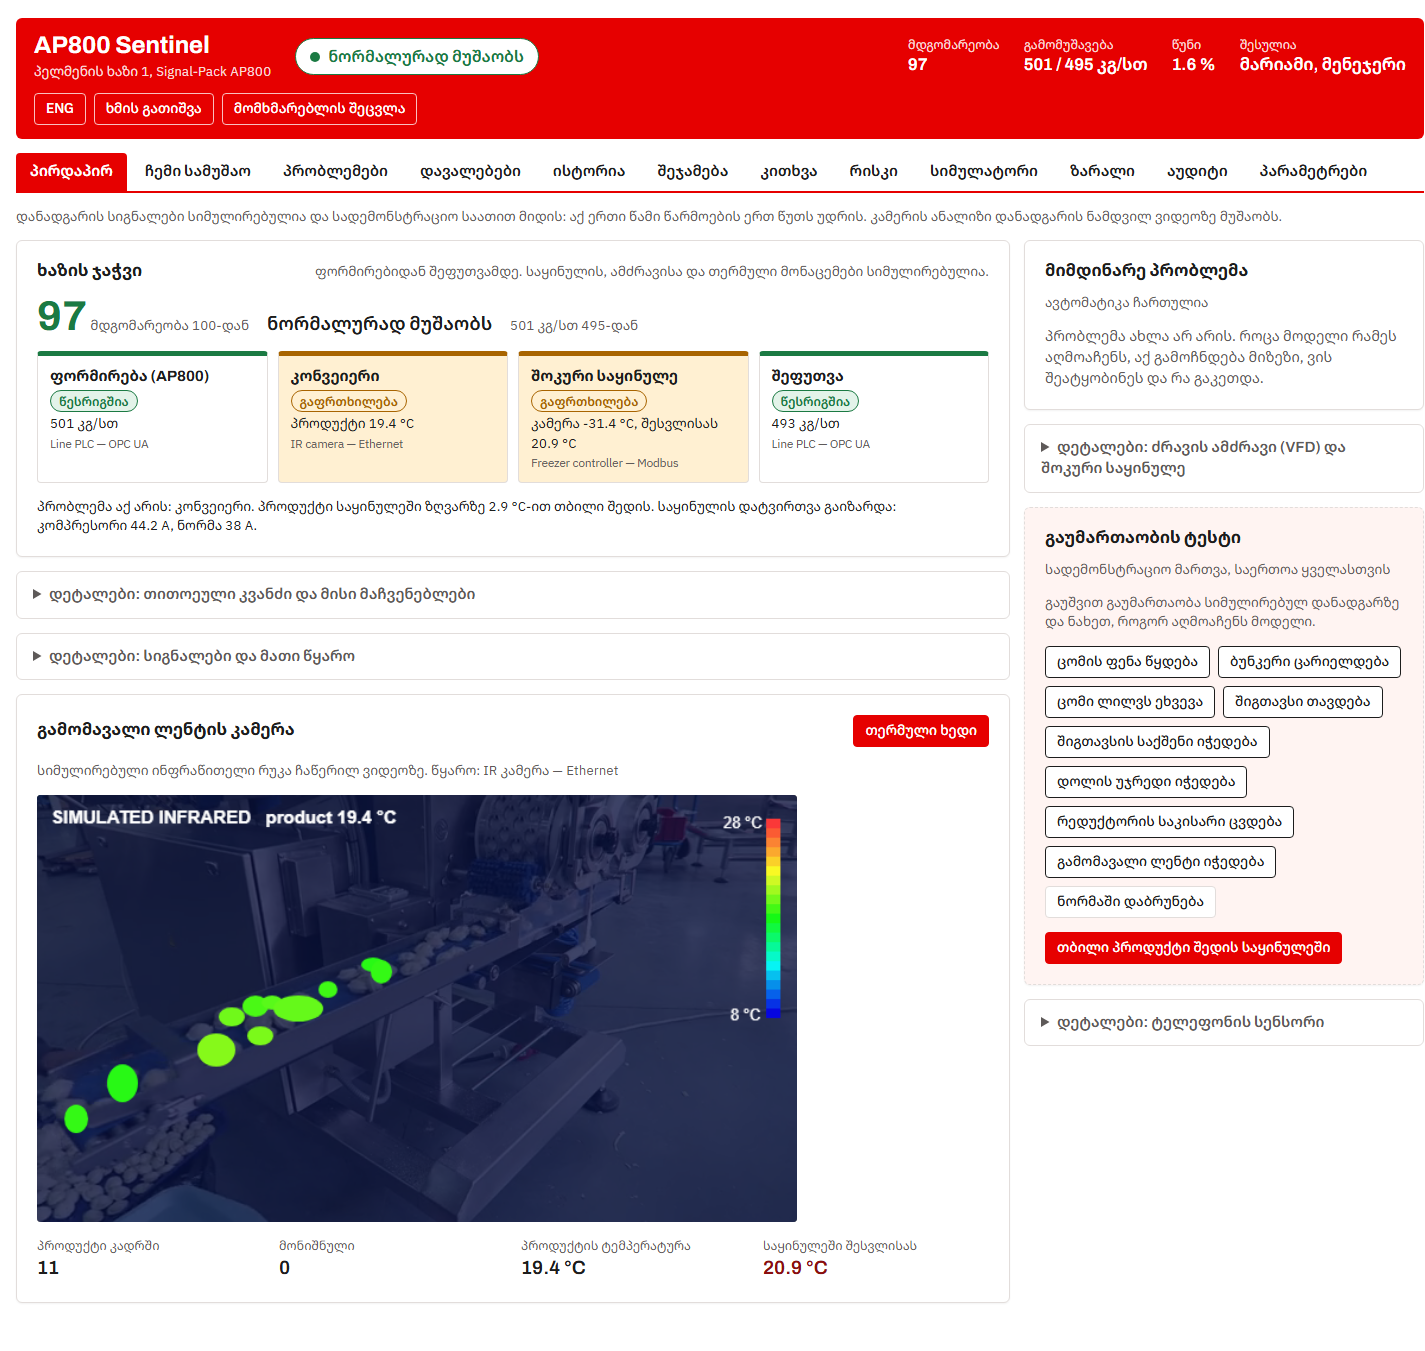 AP800 Sentinel
პელმენის ხაზი 1, Signal-Pack AP800
ნორმალურად მუშაობს
მდგომარეობა
97
გამომუშავება
501 / 495 კგ/სთ
წუნი
1.6 %
შესულია
მარიამი, მენეჯერი
ENG
ხმის გათიშვა
მომხმარებლის შეცვლა
პირდაპირ
ჩემი სამუშაო
პრობლემები
დავალებები
ისტორია
შეჯამება
კითხვა
რისკი
სიმულატორი
ზარალი
აუდიტი
პარამეტრები
დანადგარის სიგნალები სიმულირებულია და სადემონსტრაციო საათით მიდის: აქ ერთი წამი წარმოების ერთ წუთს უდრის. კამერის ანალიზი დანადგარის ნამდვილ ვიდეოზე მუშაობს.
ხაზის ჯაჭვი
ფორმირებიდან შეფუთვამდე. საყინულის, ამძრავისა და თერმული მონაცემები სიმულირებულია.
97 მდგომარეობა 100-დან ნორმალურად მუშაობს 501 კგ/სთ 495-დან
ფორმირება (AP800)
წესრიგშია
501 კგ/სთ
Line PLC — OPC UA
კონვეიერი
გაფრთხილება
პროდუქტი 19.4 °C
IR camera — Ethernet
შოკური საყინულე
გაფრთხილება
კამერა -31.4 °C, შესვლისას
20.9 °C
Freezer controller — Modbus
შეფუთვა
წესრიგშია
493 კგ/სთ
Line PLC — OPC UA
პრობლემა აქ არის: კონვეიერი. პროდუქტი საყინულეში ზღვარზე 2.9 °C-ით თბილი შედის. საყინულის დატვირთვა გაიზარდა:
კომპრესორი 44.2 A, ნორმა 38 A.
▶ დეტალები: თითოეული კვანძი და მისი მაჩვენებლები
▶ დეტალები: სიგნალები და მათი წყარო
გამომავალი ლენტის კამერა
თერმული ხედი
სიმულირებული ინფრაწითელი რუკა ჩაწერილ ვიდეოზე. წყარო: IR კამერა — Ethernet
SIMULATED INFRARED product 19.4 °C
28 °C
8 °C
პროდუქტი კადრში
11
მონიშნული
0
პროდუქტის ტემპერატურა
19.4 °C
საყინულეში შესვლისას
20.9 °C
მიმდინარე პრობლემა
ავტომატიკა ჩართულია
პრობლემა ახლა არ არის. როცა მოდელი რამეს
აღმოაჩენს, აქ გამოჩნდება მიზეზი, ვის
შეატყობინეს და რა გაკეთდა.
▶ დეტალები: ძრავის ამძრავი (VFD) და
შოკური საყინულე
გაუმართაობის ტესტი
სადემონსტრაციო მართვა, საერთოა ყველასთვის
გაუშვით გაუმართაობა სიმულირებულ დანადგარზე
და ნახეთ, როგორ აღმოაჩენს მოდელი.
ცომის ფენა წყდება
ბუნკერი ცარიელდება
ცომი ლილვს ეხვევა
შიგთავსი თავდება
შიგთავსის საქშენი იჭედება
დოლის უჯრედი იჭედება
რედუქტორის საკისარი ცვდება
გამომავალი ლენტი იჭედება
ნორმაში დაბრუნება
თბილი პროდუქტი შედის საყინულეში
▶ დეტალები: ტელეფონის სენსორი